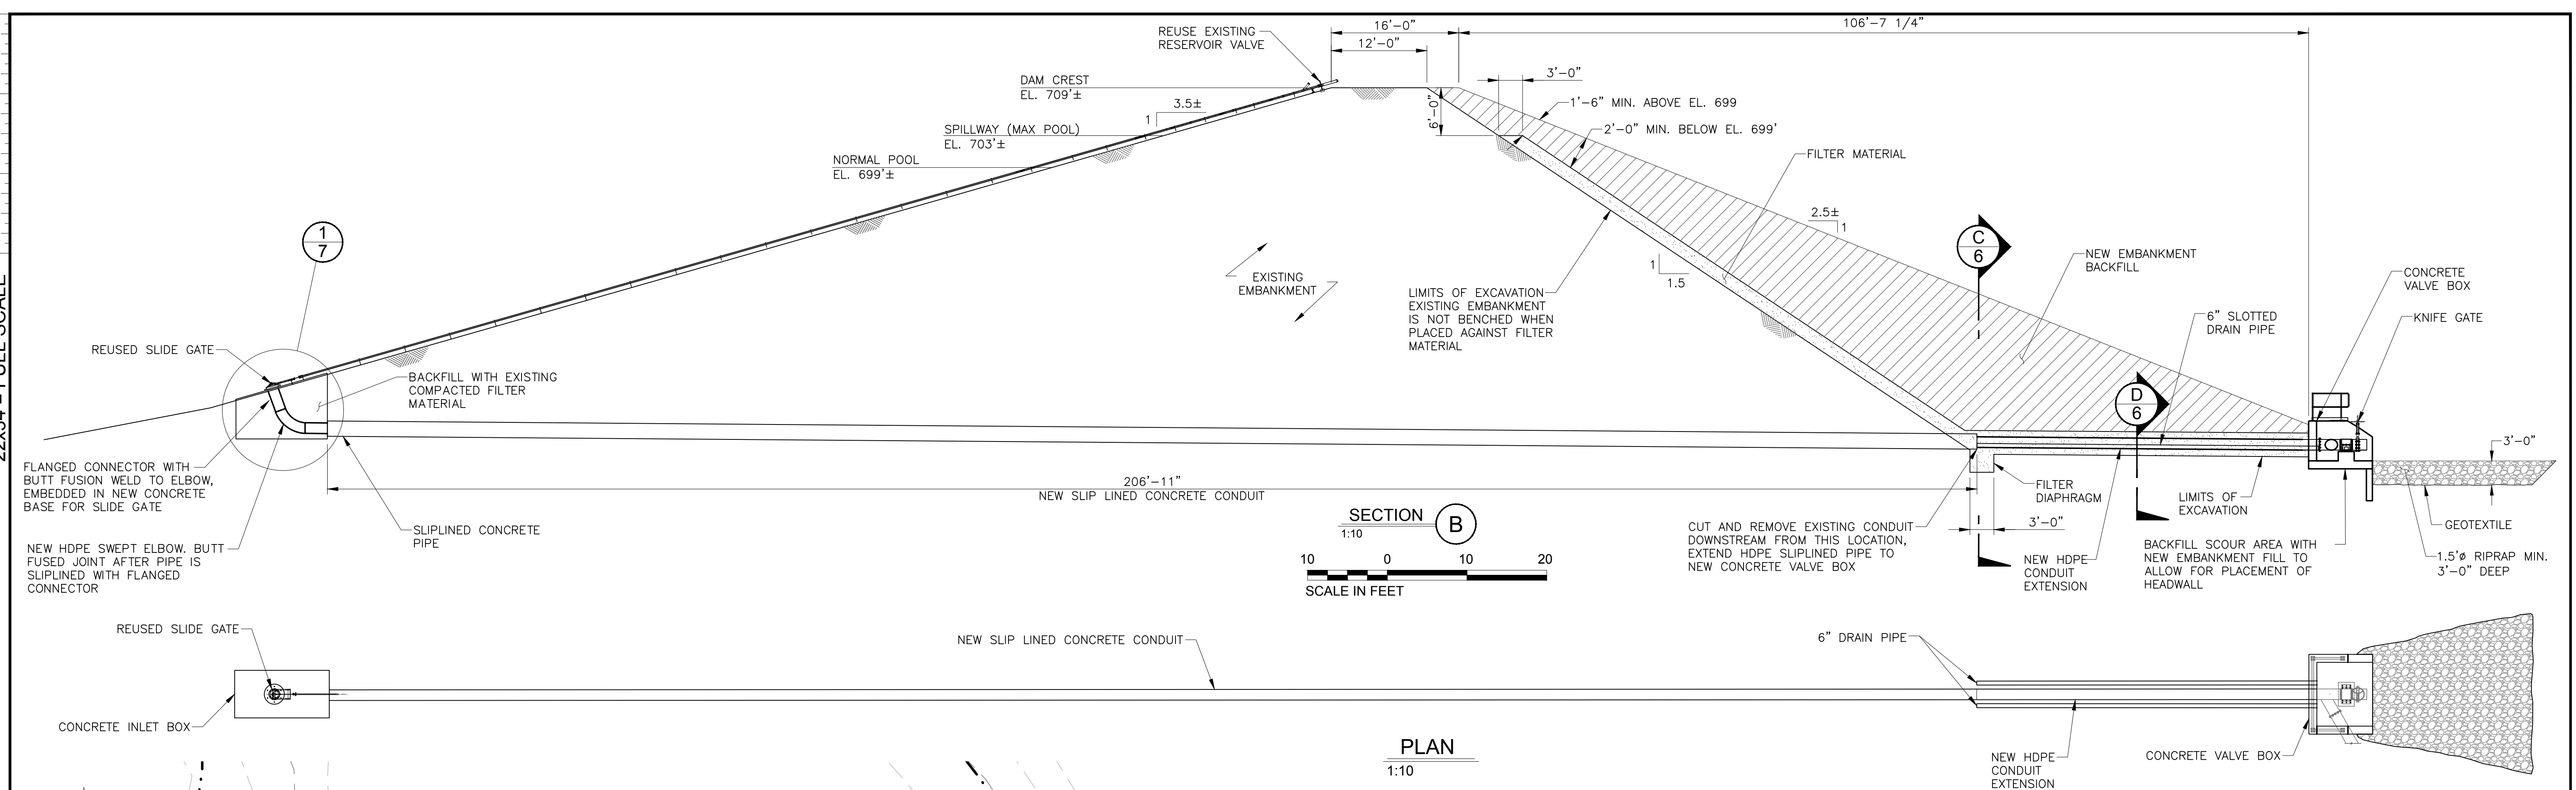 16'-0"
106'-7 1/4"
REUSE EXISTING
RESERVOIR VALVE
12'-0"
3'-0"
DAM CREST
EL. 709'±
3.5±
1
6'-0"
1'-6" MIN. ABOVE EL. 699
SPILLWAY (MAX POOL)
EL. 703'±
2'-0" MIN. BELOW EL. 699'
NORMAL POOL
EL. 699'±
FILTER MATERIAL
1
7
2.5±
1
C
6
EXISTING
EMBANKMENT
1
1.5
NEW EMBANKMENT
BACKFILL
CONCRETE
VALVE BOX
LIMITS OF EXCAVATION
EXISTING EMBANKMENT
IS NOT BENCHED WHEN
PLACED AGAINST FILTER
MATERIAL
6" SLOTTED
DRAIN PIPE
KNIFE GATE
22x34 = FULL SCALE
REUSED SLIDE GATE
BACKFILL WITH EXISTING
COMPACTED FILTER
MATERIAL
D
6
3'-0"
FLANGED CONNECTOR WITH
BUTT FUSION WELD TO ELBOW,
EMBEDDED IN NEW CONCRETE
BASE FOR SLIDE GATE
206'-11"
NEW SLIP LINED CONCRETE CONDUIT
FILTER
DIAPHRAGM
LIMITS OF
EXCAVATION
SLIPLINED CONCRETE
PIPE
SECTION
1:10
B
CUT AND REMOVE EXISTING CONDUIT
DOWNSTREAM FROM THIS LOCATION,
EXTEND HDPE SLIPLINED PIPE TO
NEW CONCRETE VALVE BOX
3'-0"
GEOTEXTILE
NEW HDPE SWEPT ELBOW. BUTT
FUSED JOINT AFTER PIPE IS
SLIPLINED WITH FLANGED
CONNECTOR
10 0 10 20
SCALE IN FEET
NEW HDPE
CONDUIT
EXTENSION
BACKFILL SCOUR AREA WITH
NEW EMBANKMENT FILL TO
ALLOW FOR PLACEMENT OF
HEADWALL
1.5'ø RIPRAP MIN.
3'-0" DEEP
REUSED SLIDE GATE
NEW SLIP LINED CONCRETE CONDUIT
6" DRAIN PIPE
CONCRETE INLET BOX
PLAN
1:10
NEW HDPE
CONDUIT
EXTENSION
CONCRETE VALVE BOX